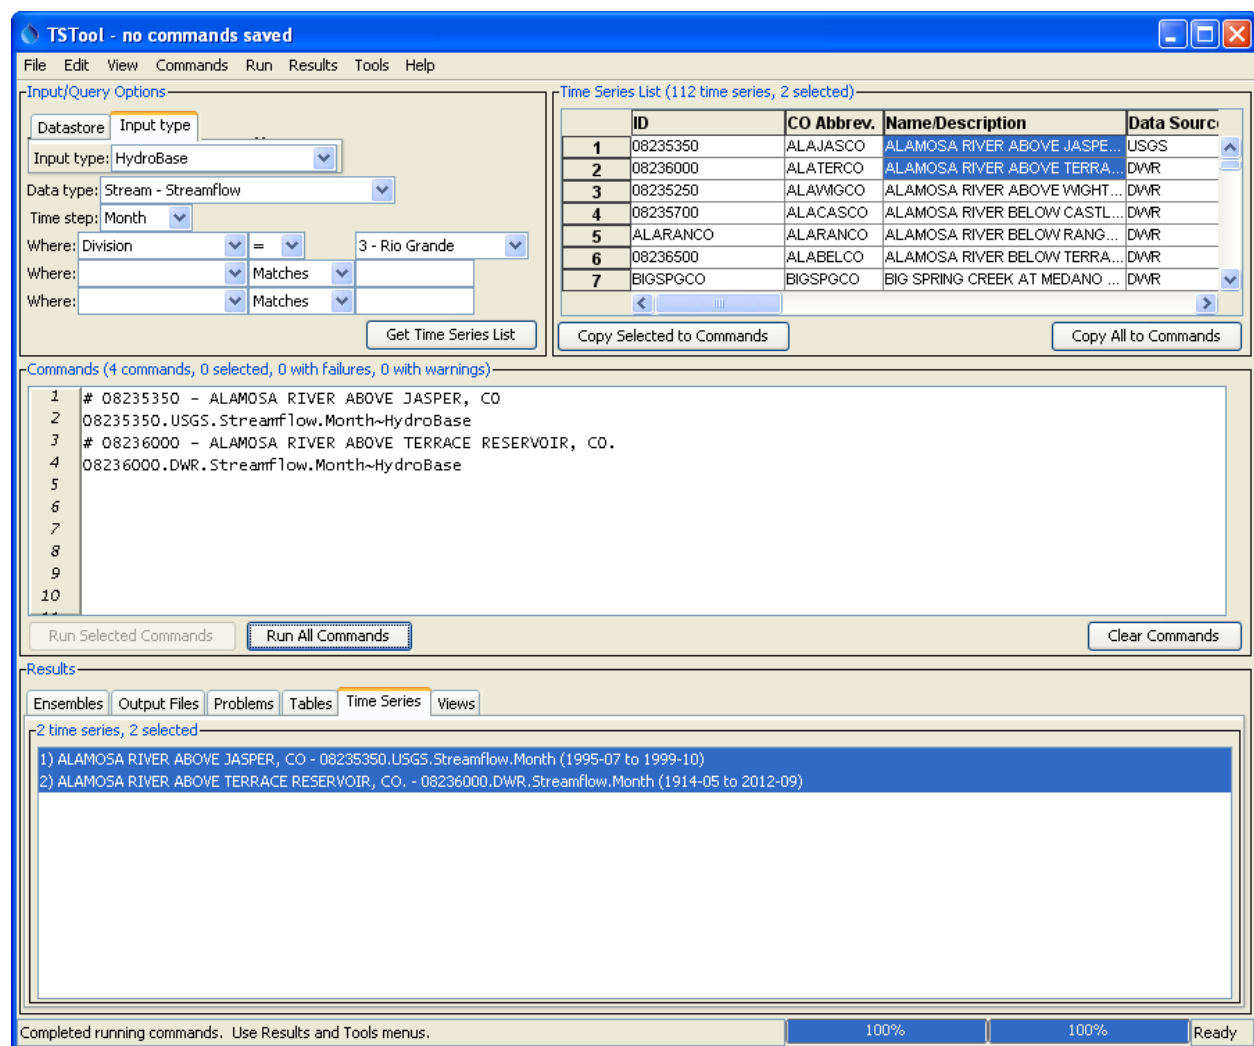 TSTool - no commands saved
File Edit View Commands Run Results Tools Help
Input/Query Options
Datastore Input type
Input type: HydroBase
Data type: Stream - Streamflow
Time step: Month
Where: Division = 3 - Rio Grande
Where: Matches
Where: Matches
Get Time Series List
Time Series List (112 time series, 2 selected)
ID CO Abbrev. Name/Description Data Sourc
1 08235350 ALAJASCO ALAMOSA RIVER ABOVE JASPE... USGS
2 08236000 ALATERCO ALAMOSA RIVER ABOVE TERRA... DWR
3 08235250 ALAWIGCO ALAMOSA RIVER ABOVE WIGHT... DWR
4 08235700 ALACASCO ALAMOSA RIVER BELOW CASTL... DWR
5 ALARANCO ALARANCO ALAMOSA RIVER BELOW RANG... DWR
6 08236500 ALABELCO ALAMOSA RIVER BELOW TERRA... DWR
7 BIGSPGCO BIGSPGCO BIG SPRING CREEK AT MEDANO ... DWR
Copy Selected to Commands Copy All to Commands
Commands (4 commands, 0 selected, 0 with failures, 0 with warnings)
1 # 08235350 - ALAMOSA RIVER ABOVE JASPER, CO
2 08235350.USGS.Streamflow.Month~HydroBase
3 # 08236000 - ALAMOSA RIVER ABOVE TERRACE RESERVOIR, CO.
4 08236000.DWR.Streamflow.Month~HydroBase
5
6
7
8
9
10
Run Selected Commands Run All Commands Clear Commands
Results
Ensembles Output Files Problems Tables Time Series Views
2 time series, 2 selected
1) ALAMOSA RIVER ABOVE JASPER, CO - 08235350.USGS.Streamflow.Month (1995-07 to 1999-10)
2) ALAMOSA RIVER ABOVE TERRACE RESERVOIR, CO. - 08236000.DWR.Streamflow.Month (1914-05 to 2012-09)
Completed running commands. Use Results and Tools menus. 100% 100% Ready